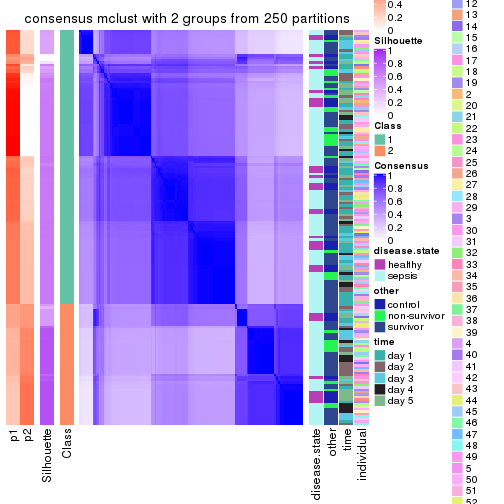 consensus mclust with 2 groups from 250 partitions
0.4
0.2
0
Silhouette
1
0.8
0.6
0.4
0.2
0
Class
1
2
Consensus
1
0.8
0.6
0.4
0.2
0
disease.state
healthy
sepsis
other
control
non-survivor
survivor
time
day 1
day 2
day 3
day 4
day 5
12
13
14
15
16
17
18
19
2
20
21
22
23
24
25
26
27
28
29
3
30
31
32
33
34
35
36
37
38
39
4
40
41
42
43
44
45
46
47
48
49
5
50
51
52
p1
p2
Silhouette
Class
disease.state
other
time
individual